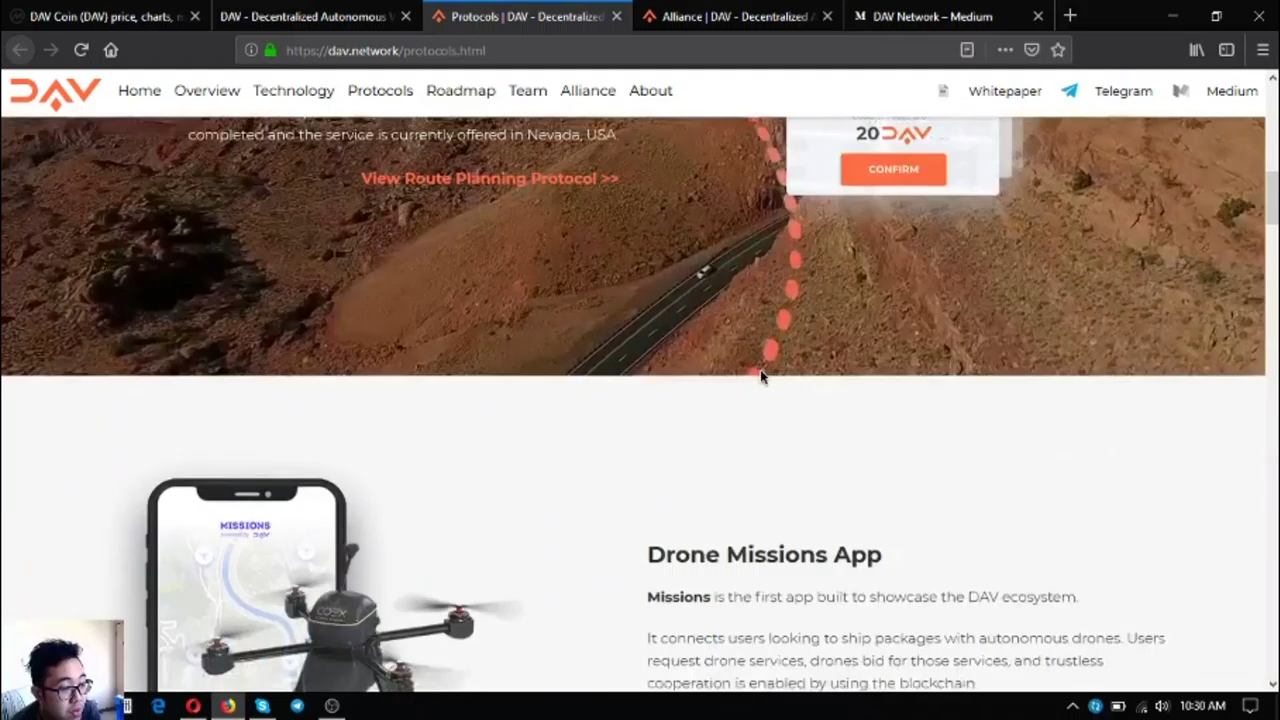 DAV Coin (DAV) price, charts,
DAV - Decentralized Autonomous
Protocols | DAV - Decentralized
Alliance | DAV - Decentralized
DAV Network – Medium
https://dav.network/protocols.html
DAV
Home
Overview
Technology
Protocols
Roadmap
Team
Alliance
About
Whitepaper
Telegram
Medium
completed and the service is currently offered in Nevada, USA
20 DAV
CONFIRM
View Route Planning Protocol >>
MISSIONS
COEX
Drone Missions App
Missions is the first app built to showcase the DAV ecosystem.
It connects users looking to ship packages with autonomous drones. Users
request drone services, drones bid for those services, and trustless
cooperation is enabled by using the blockchain
10:30 AM